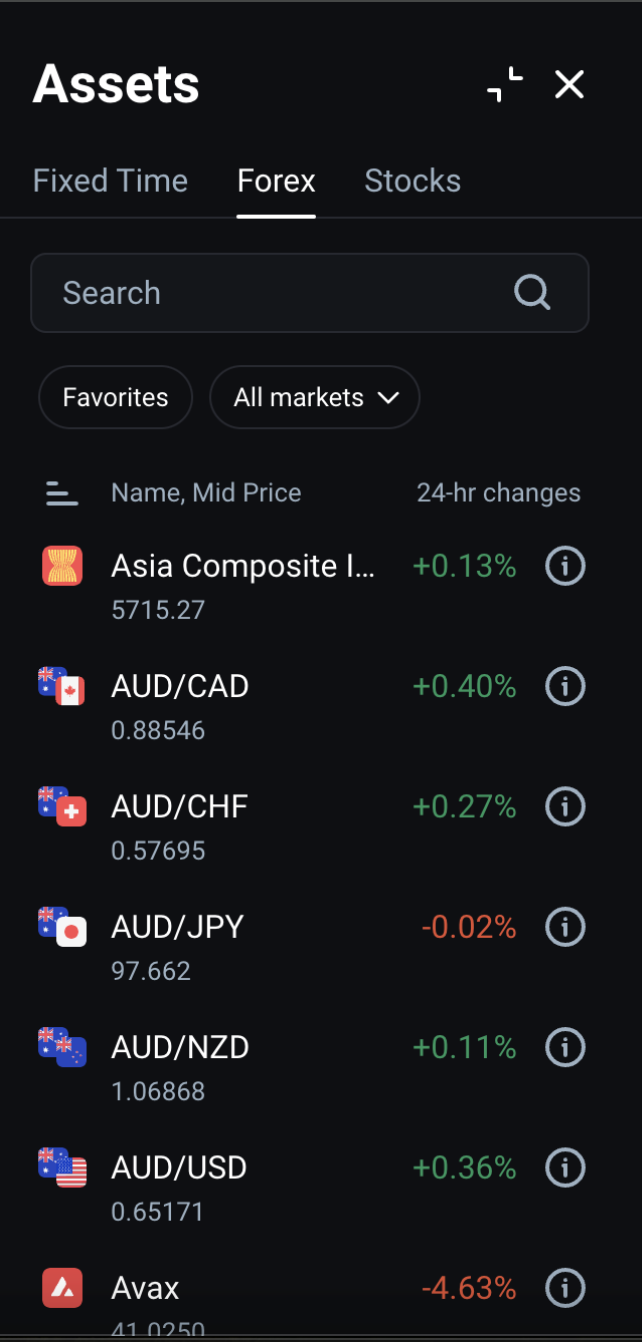 Assets
Fixed Time Forex Stocks
Search
Favorites All markets
Name, Mid Price 24-hr changes
Asia Composite I... +0.13%
5715.27
AUD/CAD +0.40%
0.88546
AUD/CHF +0.27%
0.57695
AUD/JPY -0.02%
97.662
AUD/NZD +0.11%
1.06868
AUD/USD +0.36%
0.65171
Avax -4.63%
41.0250